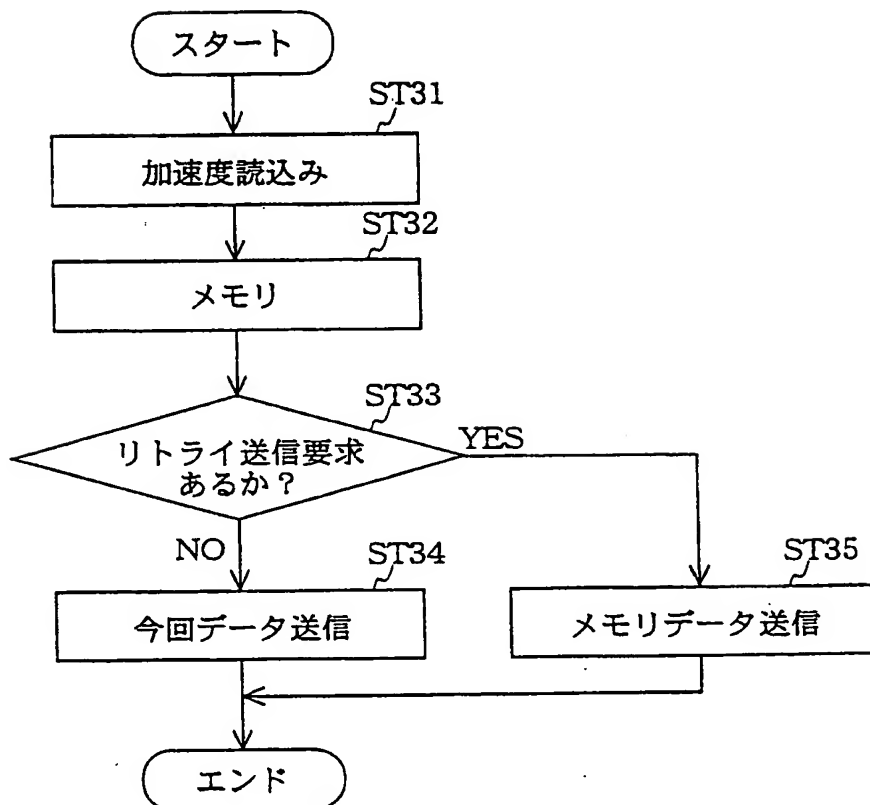 スタート
ST31
加速度読込み
ST32
メモリ
ST33
リトライ送信要求
あるか？
YES
NO
ST34
今回データ送信
ST35
メモリデータ送信
エンド